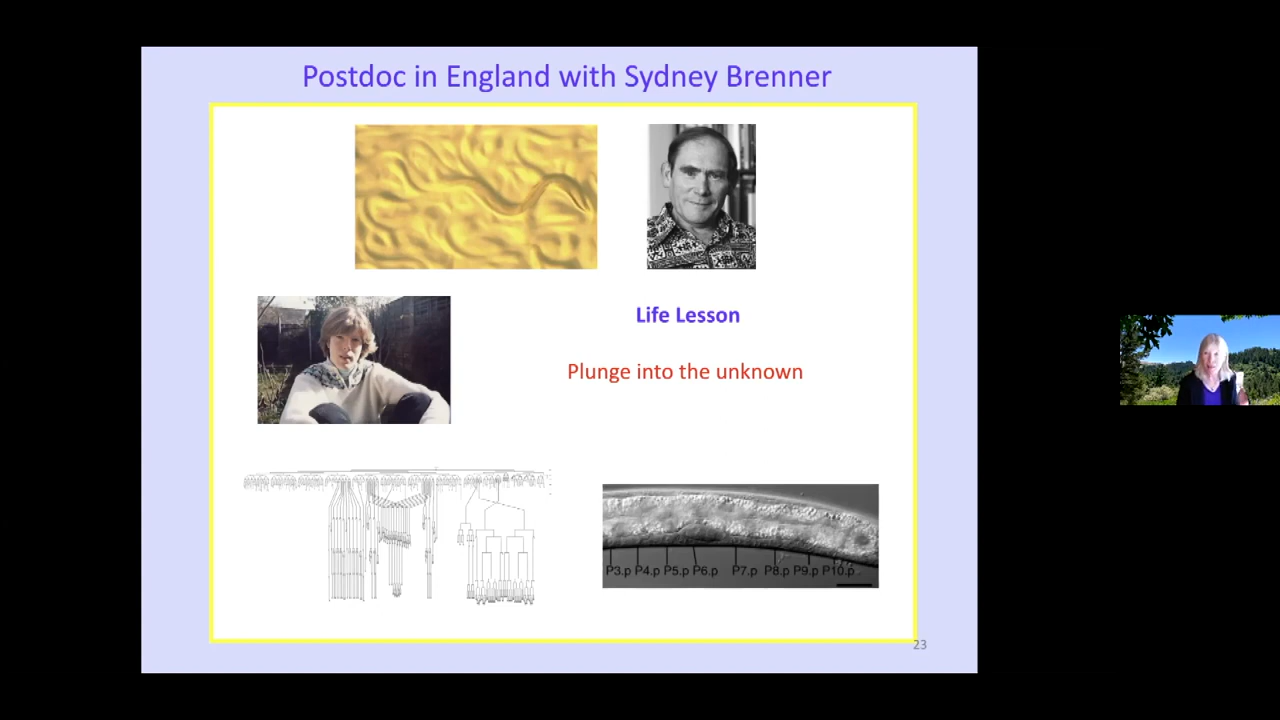 Postdoc in England with Sydney Brenner
Life Lesson
Plunge into the unknown
P3.p P4.p P5.p P6.p P7.p P8.p P9.p P10.p
23